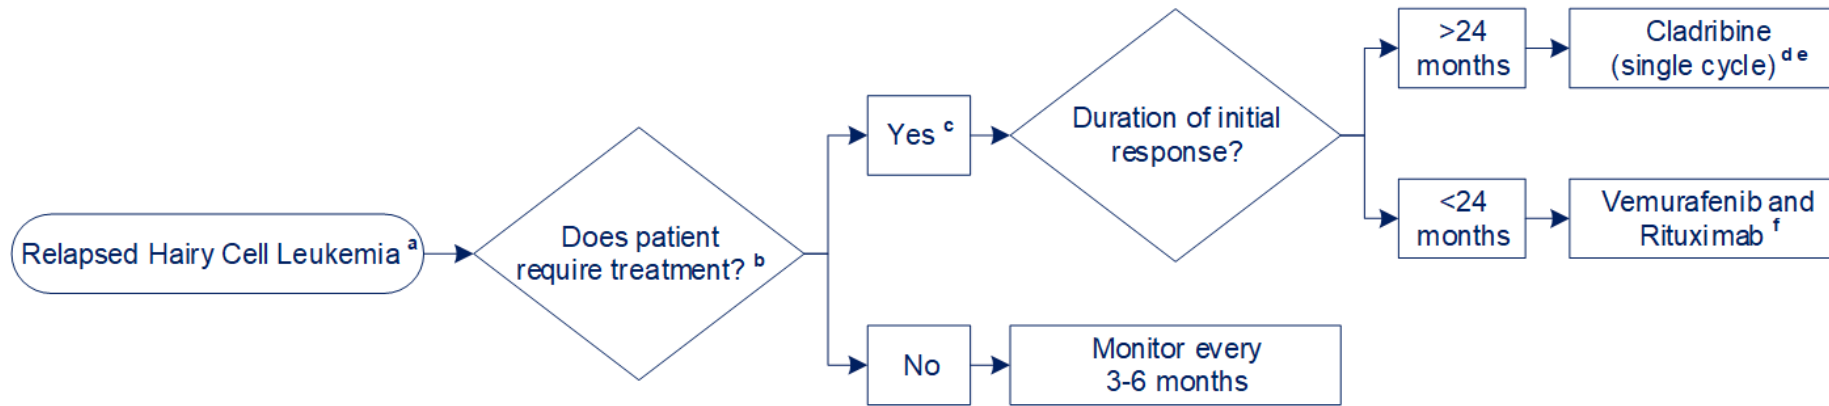 Relapsed Hairy Cell Leukemia a
Does patient
require treatment? b
Yes c
Duration of initial
response?
>24
months
Cladribine
(single cycle) d e
<24
months
Vemurafenib and
Rituximab f
No
Monitor every
3-6 months